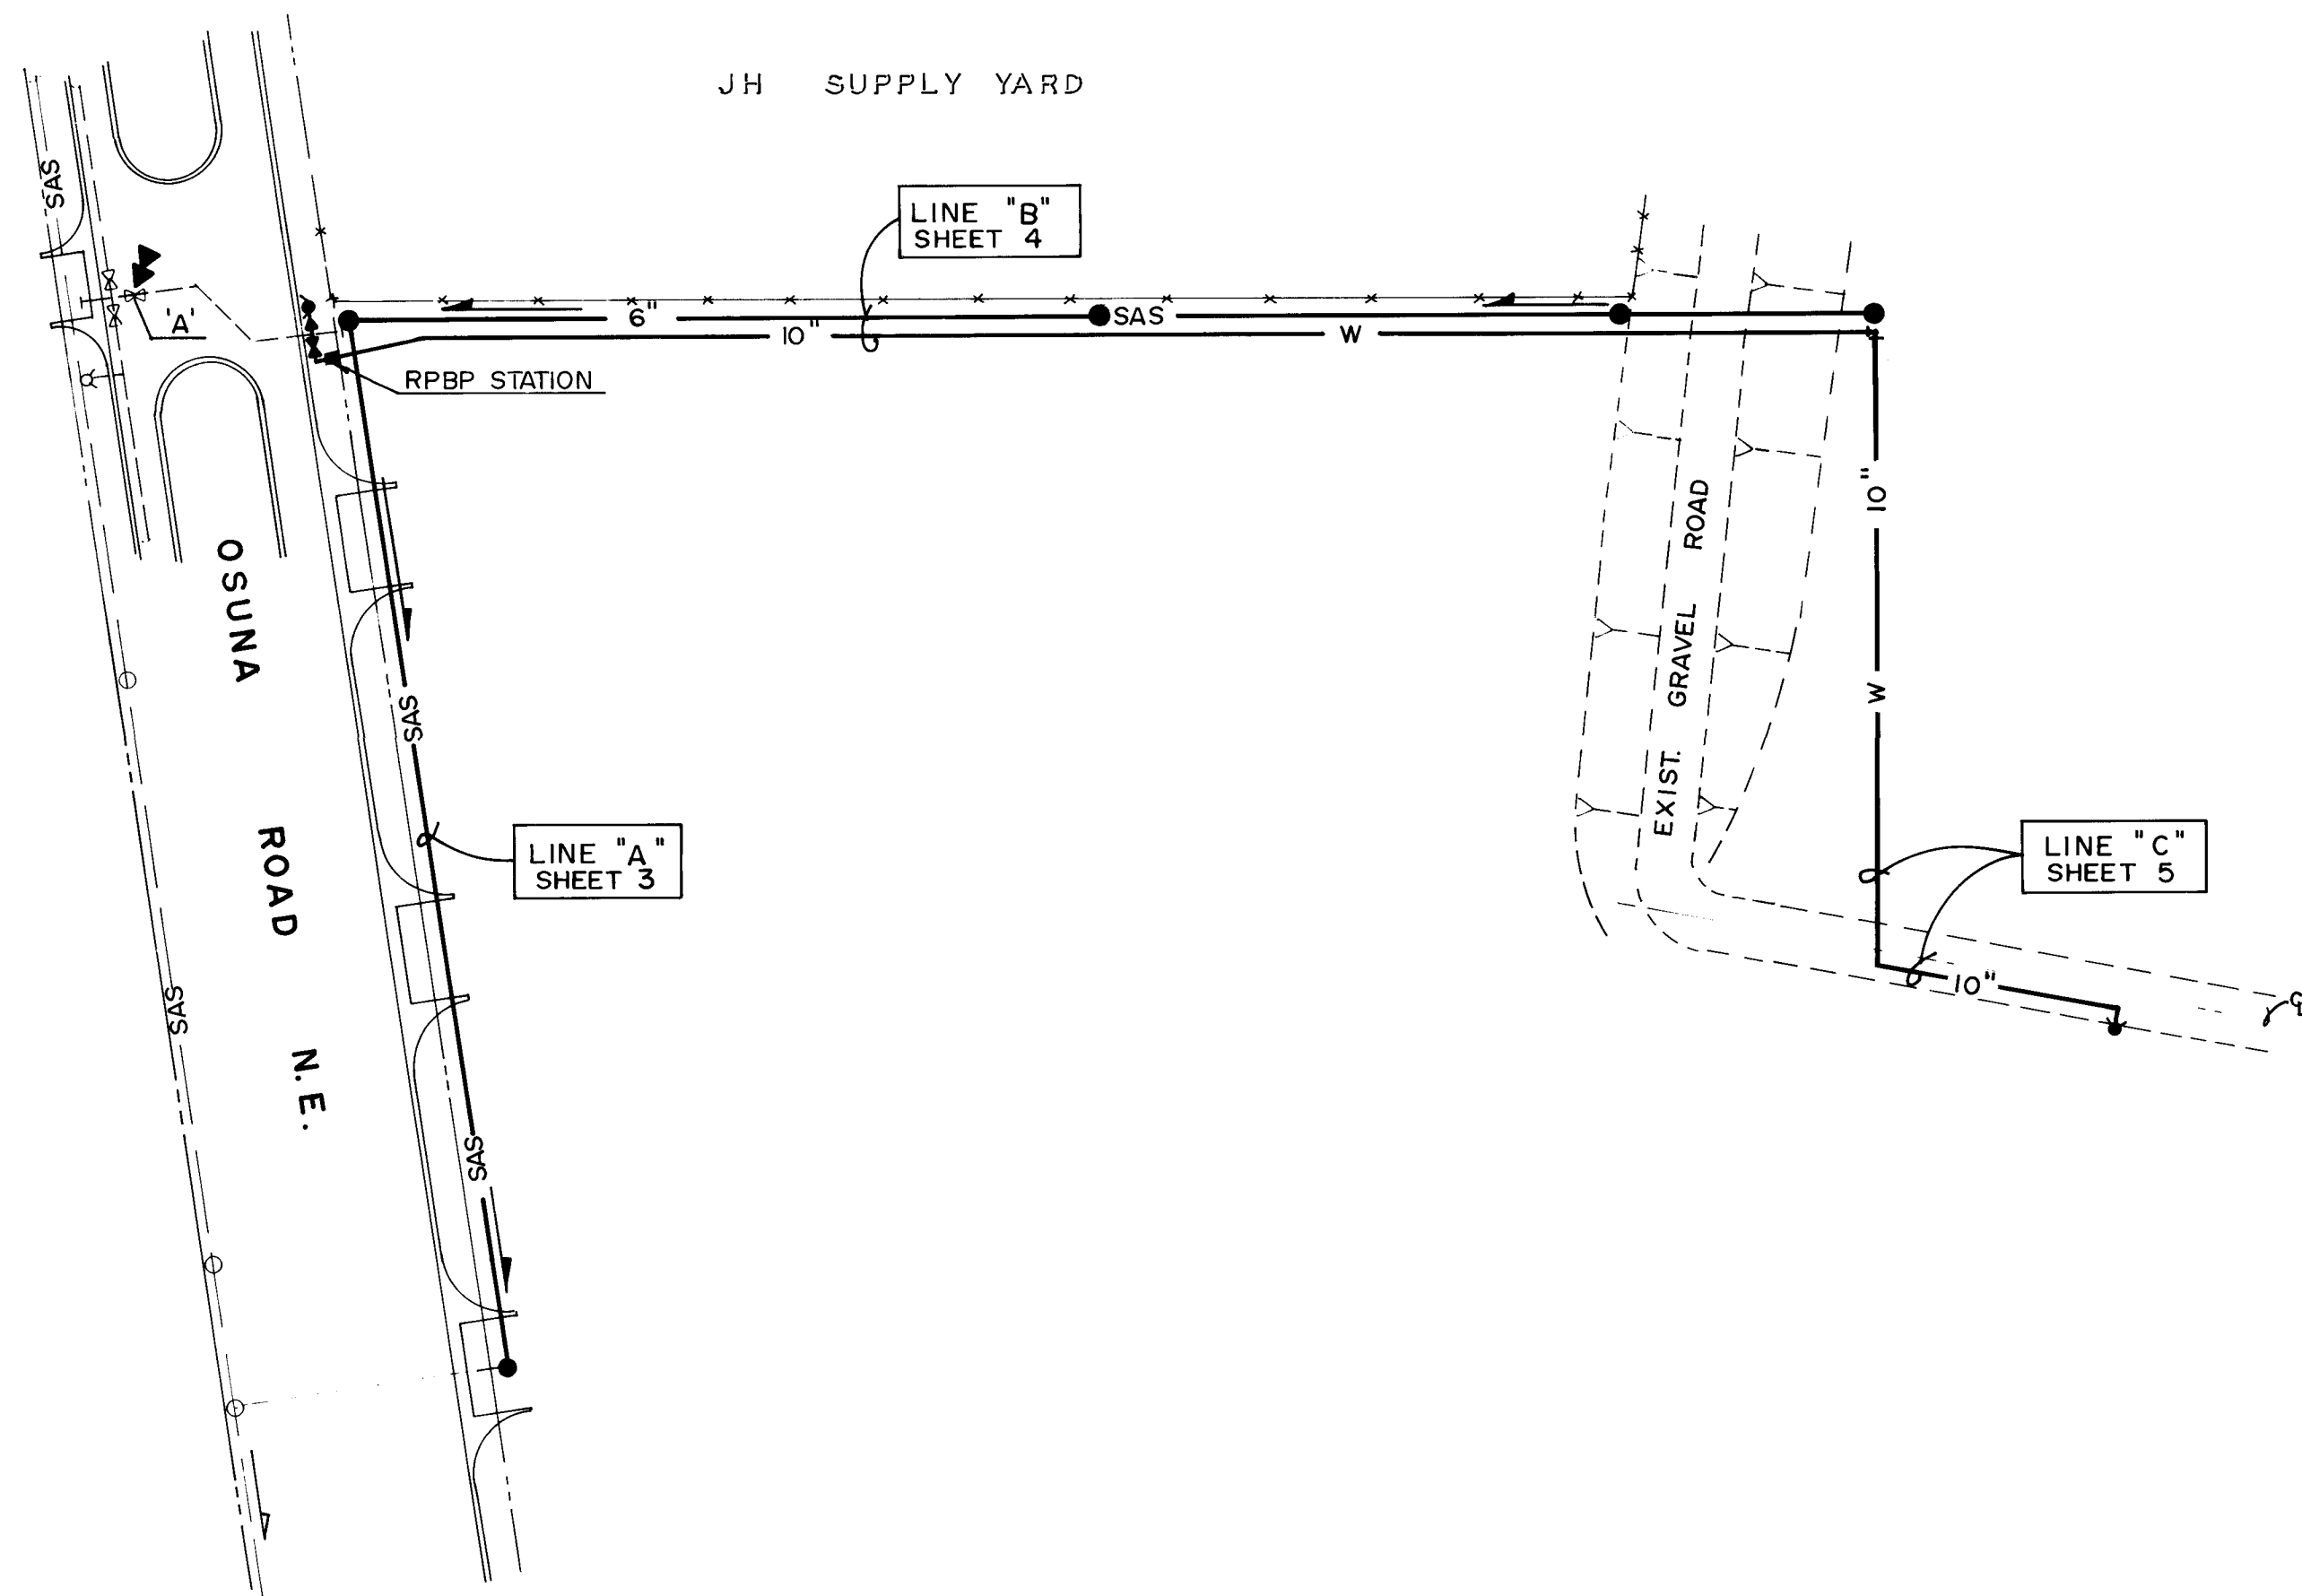 JH SUPPLY YARD
SAS
LINE "B"
SHEET 4
'A'
6"
SAS
10"
W
RPBP STATION
OSUNA ROAD N.E.
SAS
LINE "A"
SHEET 3
SAS
SAS
EXIST. GRAVEL ROAD
10"
W
LINE "C"
SHEET 5
10"
℄